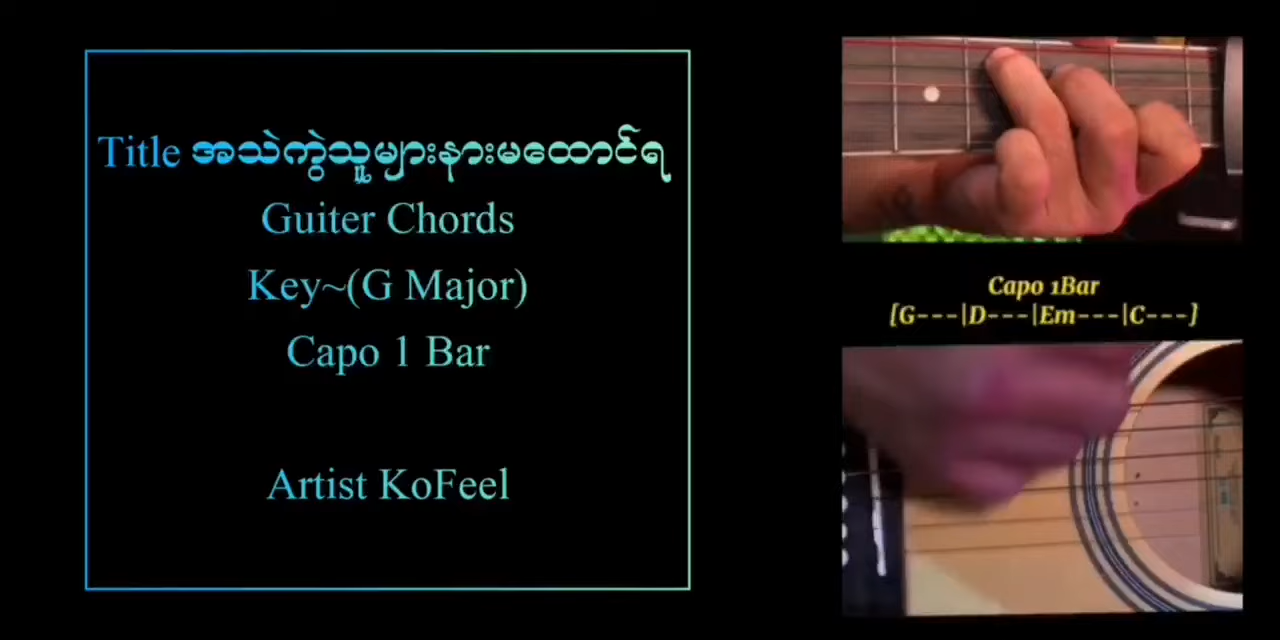 Title အသဲကွဲသူများနားမထောင်ရ
Guiter Chords
Key~(G Major)
Capo 1 Bar
Artist KoFeel
Capo 1Bar
[G---|D---|Em---|C---]